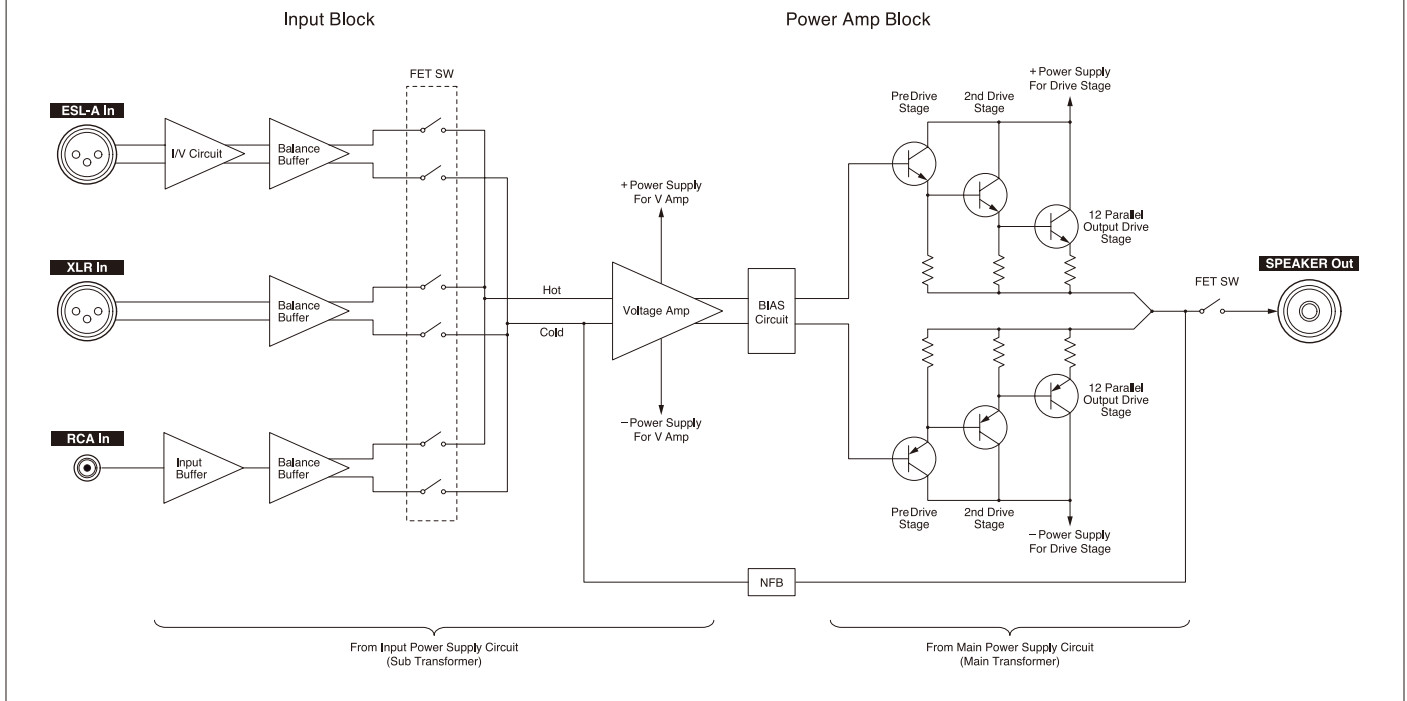 Input Block
Power Amp Block
FET SW
+ Power Supply
For Drive Stage
PreDrive
Stage
2nd Drive
Stage
ESL-A In
I/V Circuit
Balance
Buffer
+ Power Supply
For V Amp
12 Parallel
Output Drive
Stage
XLR In
Balance
Buffer
Hot
Cold
Voltage Amp
BIAS
Circuit
FET SW
SPEAKER Out
12 Parallel
Output Drive
Stage
− Power Supply
For V Amp
RCA In
Input
Buffer
Balance
Buffer
PreDrive
Stage
2nd Drive
Stage
− Power Supply
For Drive Stage
NFB
From Input Power Supply Circuit
(Sub Transformer)
From Main Power Supply Circuit
(Main Transformer)